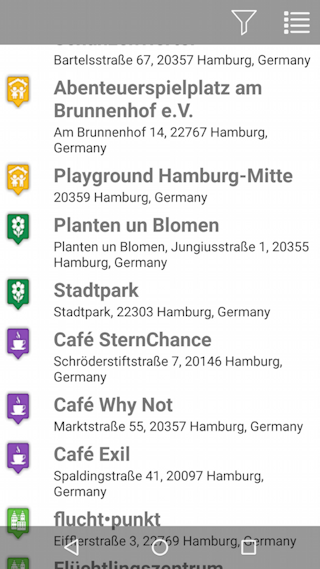 Bartelsstraße 67, 20357 Hamburg, Germany
Abenteuerspielplatz am
Brunnenhof e.V.
Am Brunnenhof 14, 22767 Hamburg,
Germany
Playground Hamburg-Mitte
20359 Hamburg, Germany
Planten un Blomen
Planten un Blomen, Jungiusstraße 1, 20355
Hamburg, Germany
Stadtpark
Stadtpark, 22303 Hamburg, Germany
Café SternChance
Schröderstiftstraße 7, 20146 Hamburg,
Germany
Café Why Not
Marktstraße 55, 20357 Hamburg, Germany
Café Exil
Spaldingstraße 41, 20097 Hamburg,
Germany
flucht•punkt
Eifflerstraße 3, 22769 Hamburg, Germany
Flüchtlingszentrum